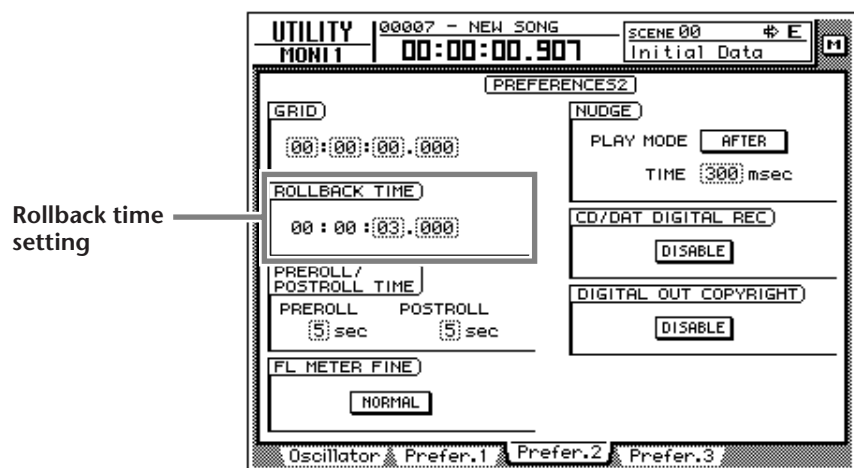 UTILITY
MONI 1
00007 - NEW SONG
00:00:00.907
SCENE 00
E
Initial Data
M
PREFERENCES2
GRID
00:00:00.000
ROLLBACK TIME
00:00:03.000
PREROLL/
POSTROLL TIME
PREROLL POSTROLL
5 sec 5 sec
FL METER FINE
NORMAL
NUDGE
PLAY MODE AFTER
TIME 300 msec
CD/DAT DIGITAL REC
DISABLE
DIGITAL OUT COPYRIGHT
DISABLE
Oscillator Prefer.1 Prefer.2 Prefer.3
Rollback time
setting